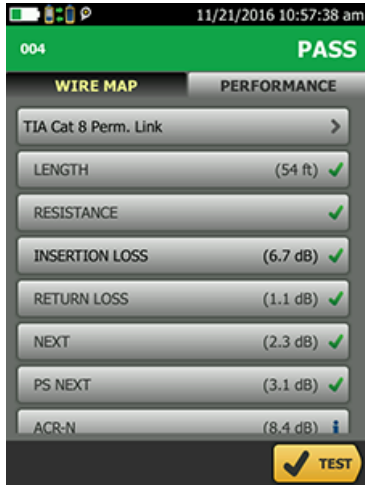 11/21/2016 10:57:38 am
004 PASS
WIRE MAP PERFORMANCE
TIA Cat 8 Perm. Link
LENGTH (54 ft)
RESISTANCE
INSERTION LOSS (6.7 dB)
RETURN LOSS (1.1 dB)
NEXT (2.3 dB)
PS NEXT (3.1 dB)
ACR-N (8.4 dB) i
TEST